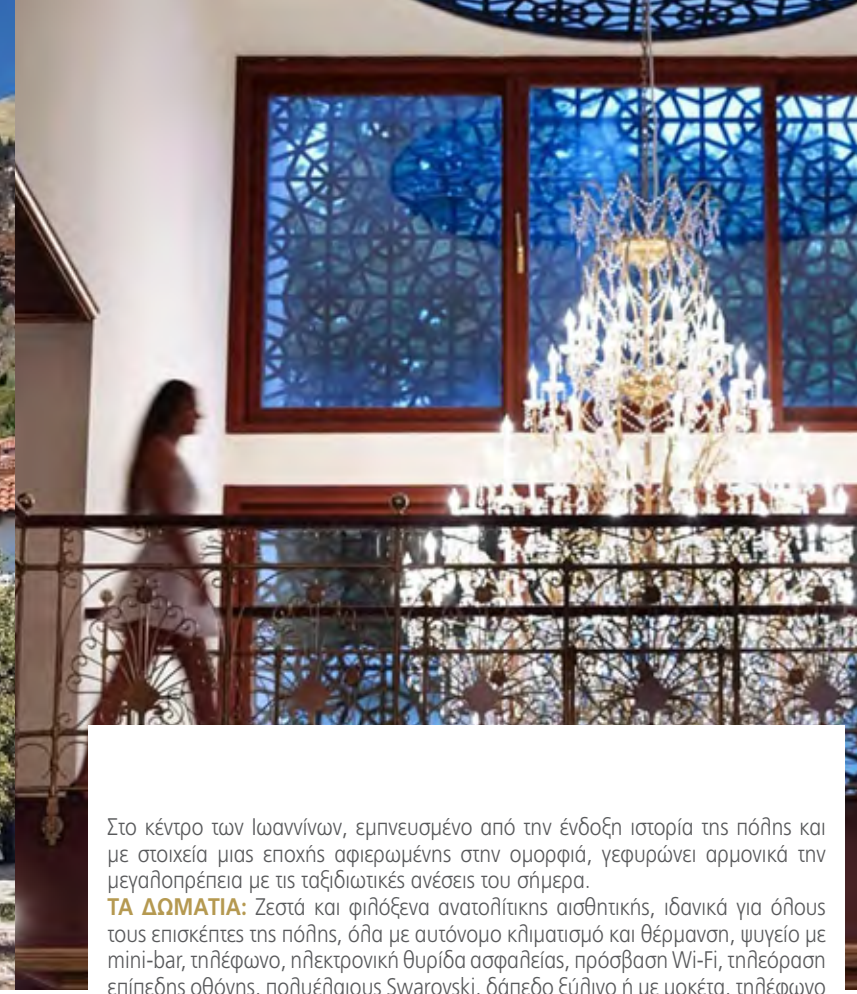 Στο κέντρο των Ιωαννίνων, εμπνευσμένο από την ένδοξη ιστορία της πόλης και
με στοιχεία μιας εποχής αφιερωμένης στην ομορφιά, γεφυρώνει αρμονικά την
μεγαλοπρέπεια με τις ταξιδιωτικές ανέσεις του σήμερα.
ΤΑ ΔΩΜΑΤΙΑ: Ζεστά και φιλόξενα ανατολίτικης αισθητικής, ιδανικά για όλους
τους επισκέπτες της πόλης, όλα με αυτόνομο κλιματισμό και θέρμανση, ψυγείο με
mini-bar, τηλέφωνο, ηλεκτρονική θυρίδα ασφαλείας, πρόσβαση Wi-Fi, τηλεόραση
επίπεδης οθόνης, πολυέλαιους Swarovski, δάπεδο ξύλινο ή με μοκέτα, τηλέφωνο